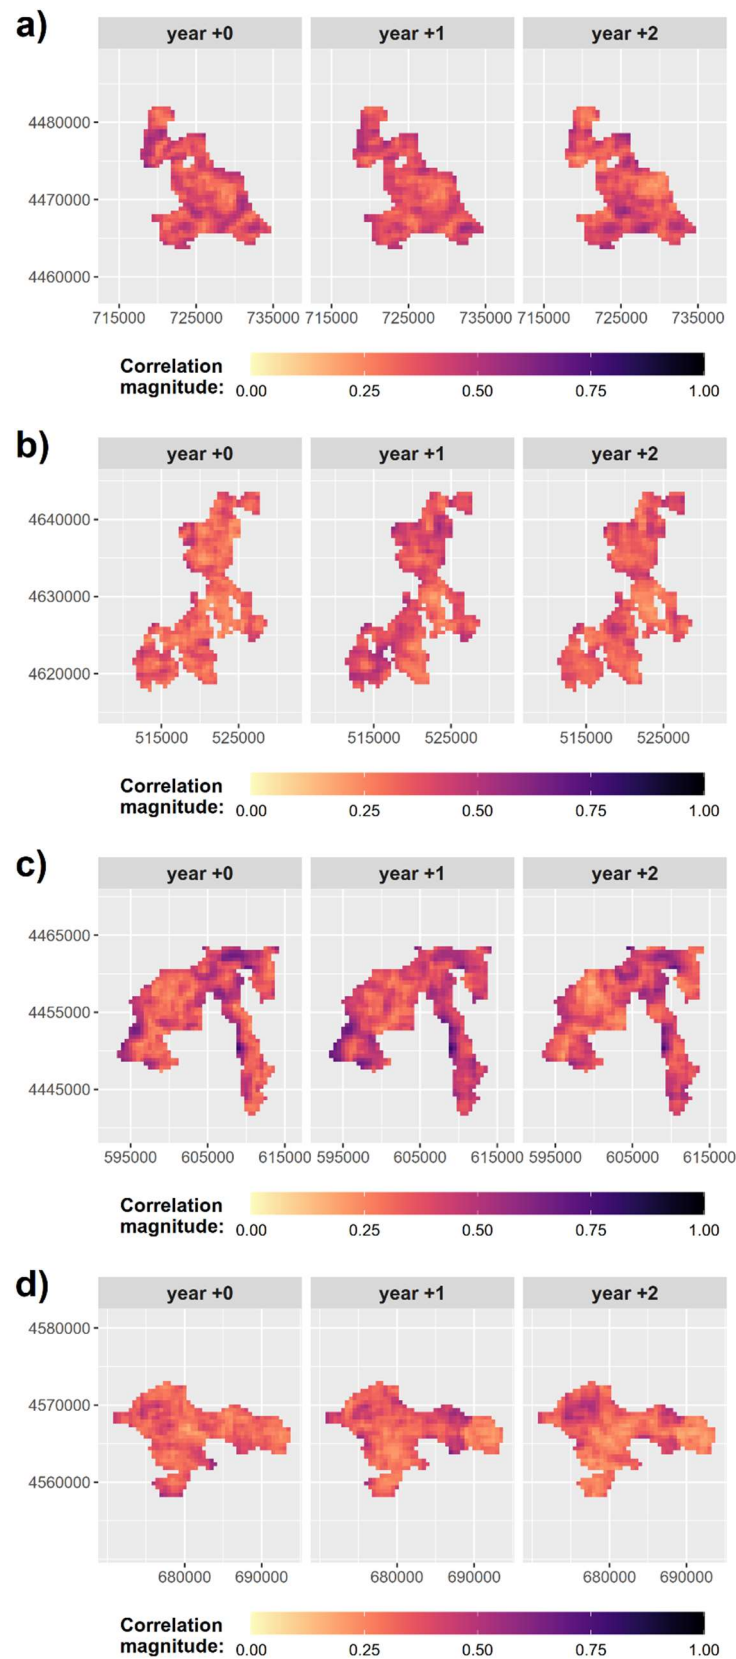 a)
year +0 year +1 year +2
4480000
4470000
4460000
715000 725000 735000 715000 725000 735000 715000 725000 735000
Correlation
magnitude: 0.00 0.25 0.50 0.75 1.00
b)
year +0 year +1 year +2
4640000
4630000
4620000
515000 525000 515000 525000 515000 525000
Correlation
magnitude: 0.00 0.25 0.50 0.75 1.00
c)
year +0 year +1 year +2
4465000
4455000
4445000
595000 605000 615000 595000 605000 615000 595000 605000 615000
Correlation
magnitude: 0.00 0.25 0.50 0.75 1.00
d)
year +0 year +1 year +2
4580000
4570000
4560000
680000 690000 680000 690000 680000 690000
Correlation
magnitude: 0.00 0.25 0.50 0.75 1.00